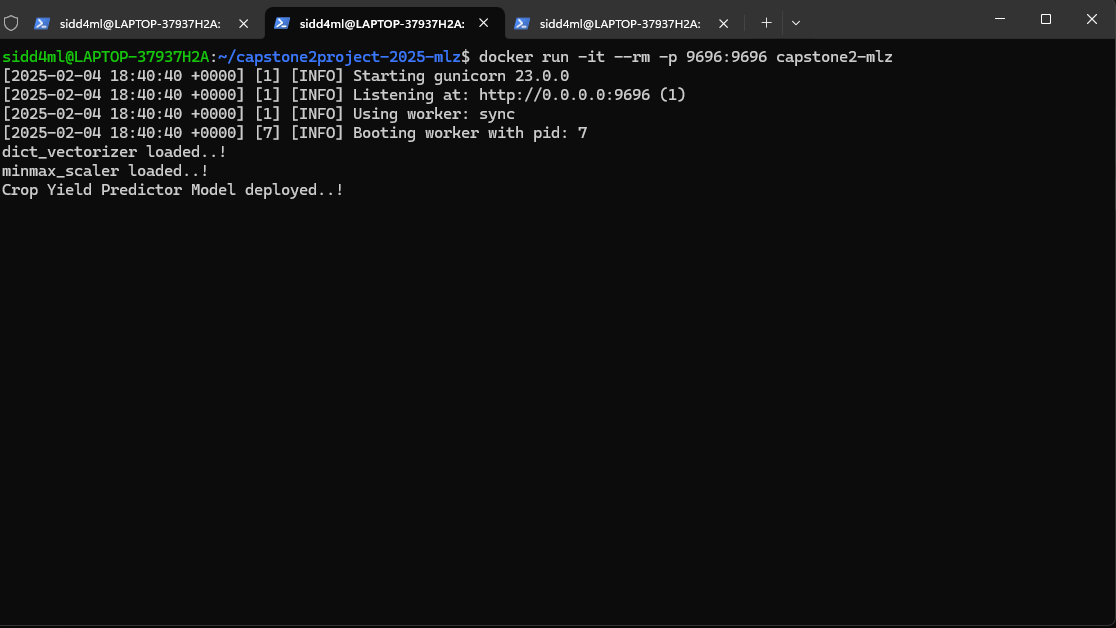 sidd4ml@LAPTOP-37937H2A: sidd4ml@LAPTOP-37937H2A: sidd4ml@LAPTOP-37937H2A:
sidd4ml@LAPTOP-37937H2A:~/capstone2project-2025-mlz$ docker run -it --rm -p 9696:9696 capstone2-mlz
[2025-02-04 18:40:40 +0000] [1] [INFO] Starting gunicorn 23.0.0
[2025-02-04 18:40:40 +0000] [1] [INFO] Listening at: http://0.0.0.0:9696 (1)
[2025-02-04 18:40:40 +0000] [1] [INFO] Using worker: sync
[2025-02-04 18:40:40 +0000] [7] [INFO] Booting worker with pid: 7
dict_vectorizer loaded..!
minmax_scaler loaded..!
Crop Yield Predictor Model deployed..!